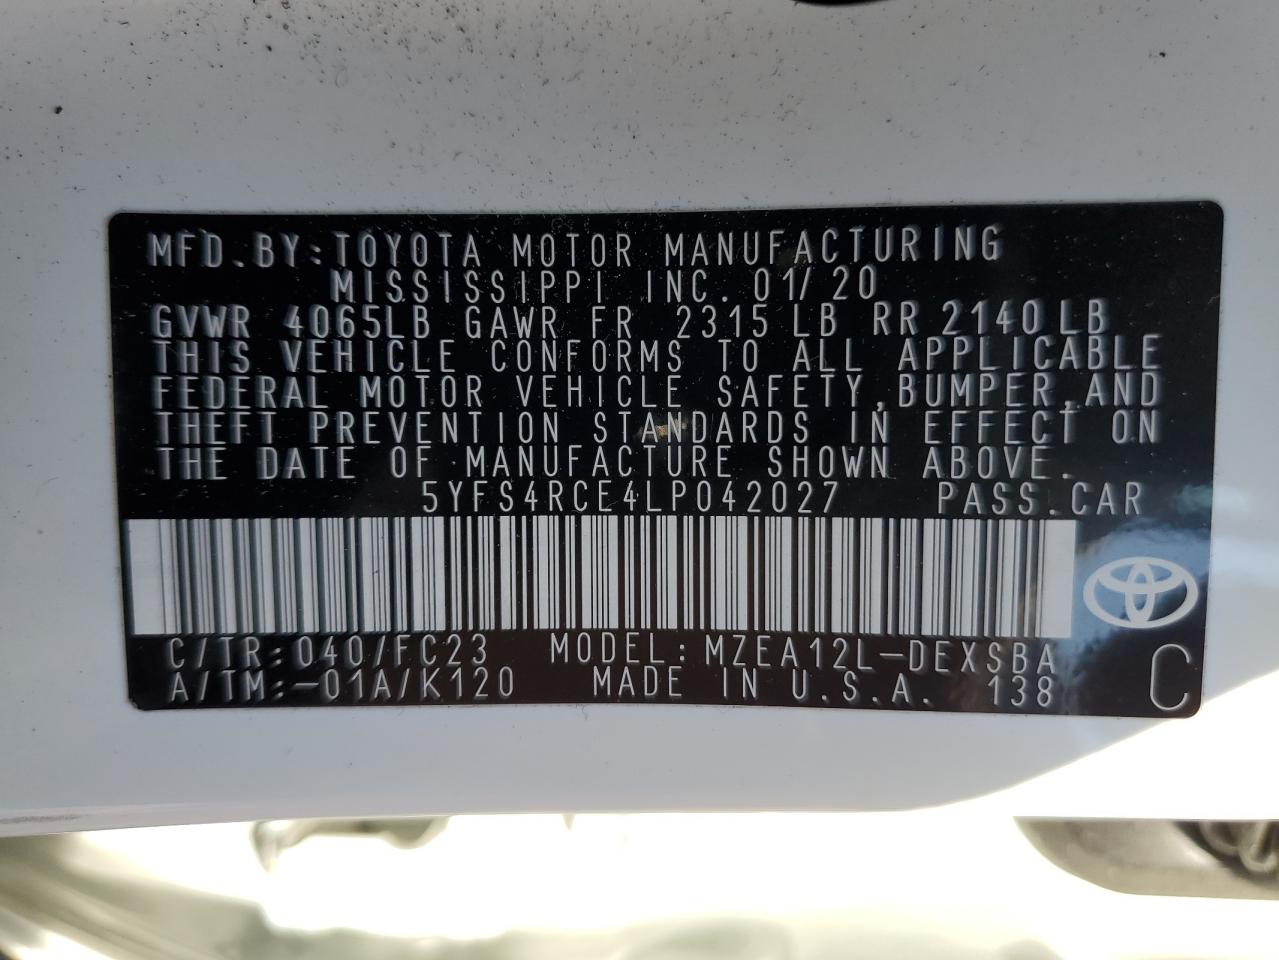 MFD.BY:TOYOTA MOTOR MANUFACTURING
MISSISSIPPI INC. 01/20
GVWR 4065LB GAWR FR 2315 LB RR 2140 LB
THIS VEHICLE CONFORMS TO ALL APPLICABLE
FEDERAL MOTOR VEHICLE SAFETY,BUMPER,AND
THEFT PREVENTION STANDARDS IN EFFECT ON
THE DATE OF MANUFACTURE SHOWN ABOVE.
5YFS4RCE4LP042027 PASS.CAR
C/TR:040/FC23 MODEL:MZEA12L-DEXSBA
A/TM:-01A/K120 MADE IN U.S.A. 138 C